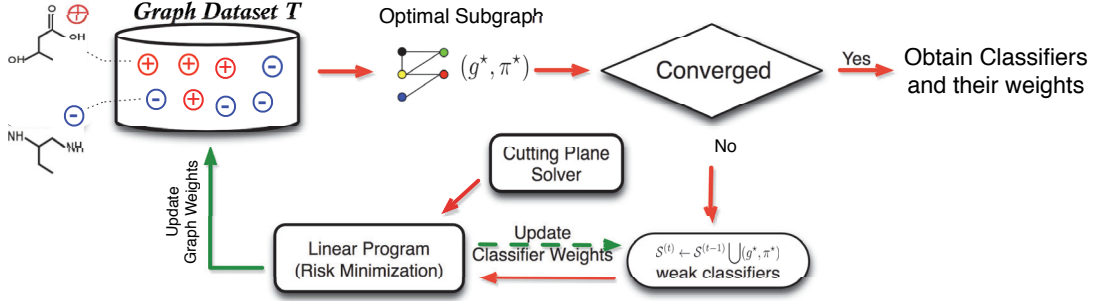 Graph Dataset T
Optimal Subgraph
O
OH
OH
+
+ + + -
- + - -
-
NH
NH
(g*, π*)
Converged
Yes
Obtain Classifiers
and their weights
No
Cutting Plane
Solver
Update
Graph Weights
Linear Program
(Risk Minimization)
Update
Classifier Weights
S^(t) ← S^(t−1) ⋃(g*, π*)
weak classifiers